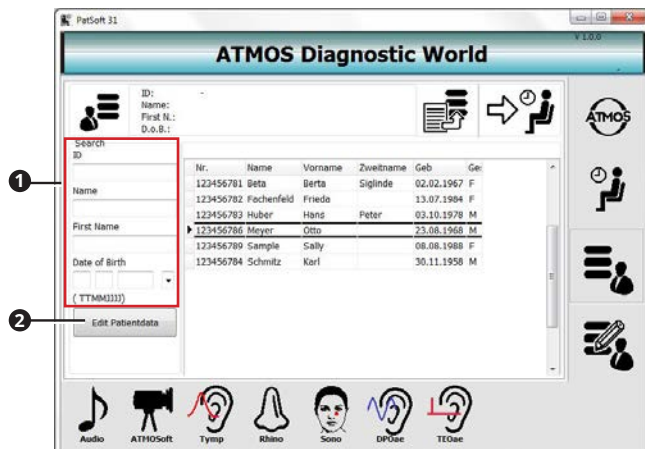 PatSoft 31
V 1.0.0
ATMOS Diagnostic World
ID: -
Name:
First N.:
D.o.B.:
ATMOS
Search
ID
Name
First Name
Date of Birth
( TTMMJJJJ)
Edit Patientdata
1
2
Nr. Name Vorname Zweitname Geb Ge:
123456781 Beta Berta Siglinde 02.02.1967 F
123456782 Fachenfeld Frieda 13.07.1984 F
123456783 Huber Hans Peter 03.10.1978 M
123456786 Meyer Otto 23.08.1968 M
123456789 Sample Sally 08.08.1988 F
123456784 Schmitz Karl 30.11.1958 M
Audio ATMOSoft Tymp Rhino Sono DPOae TEOae